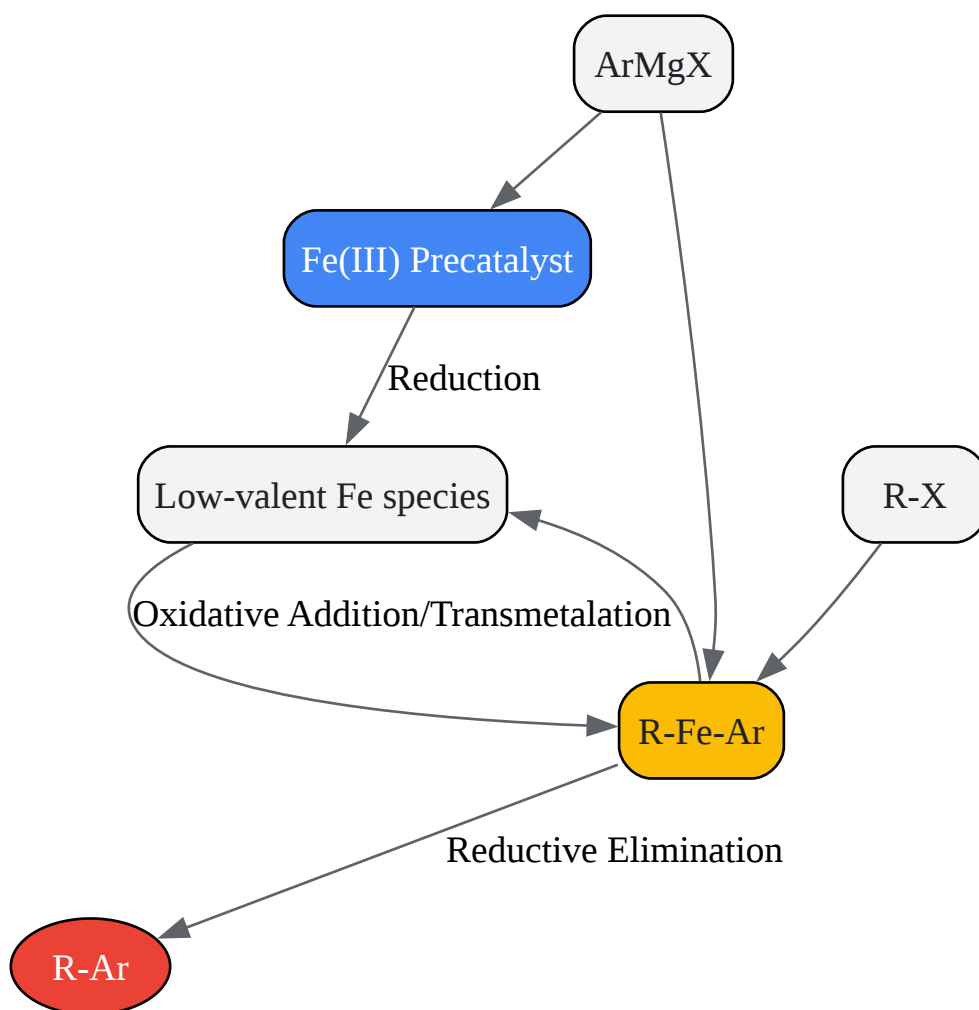 ArMgX
Fe(III) Precatalyst
Reduction
Low-valent Fe species
R-X
Oxidative Addition/Transmetalation
R-Fe-Ar
Reductive Elimination
R-Ar